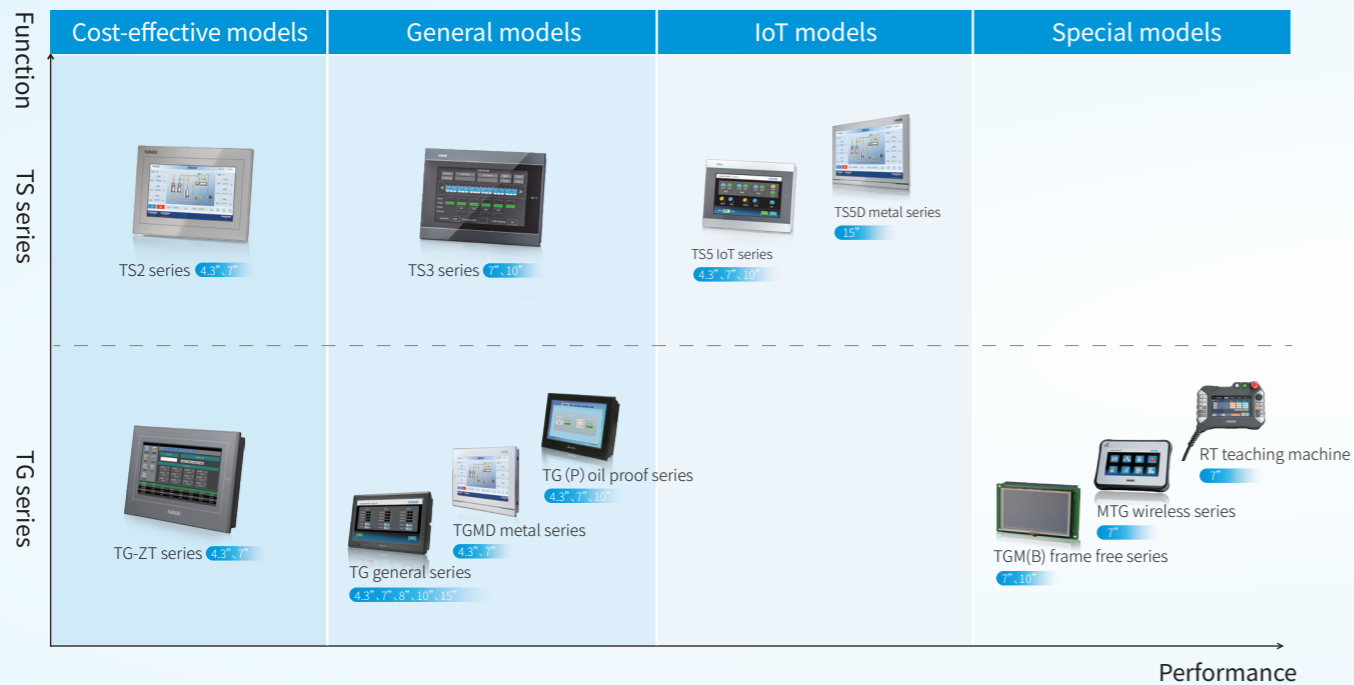 Function
Cost-effective models
General models
IoT models
Special models
TS series
TS2 series 4.3"、7"
TS3 series 7"、10"
TS5 IoT series
4.3"、7"、10"
TS5D metal series
15"
TG series
TG-ZT series 4.3"、7"
TG general series
4.3"、7"、8"、10"、15"
TGMD metal series
4.3"、7"
TG (P) oil proof series
4.3"、7"、10"
TGM(B) frame free series
7"、10"
MTG wireless series
7"
RT teaching machine
7"
Performance